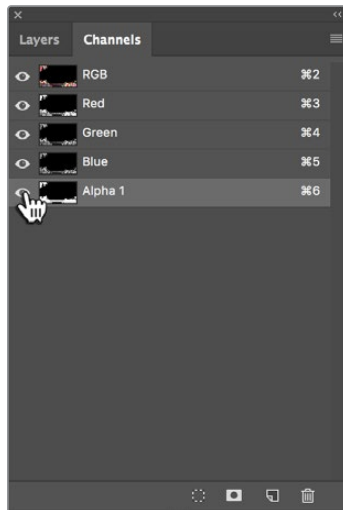 Layers Channels
RGB ⌘2
Red ⌘3
Green ⌘4
Blue ⌘5
Alpha 1 ⌘6